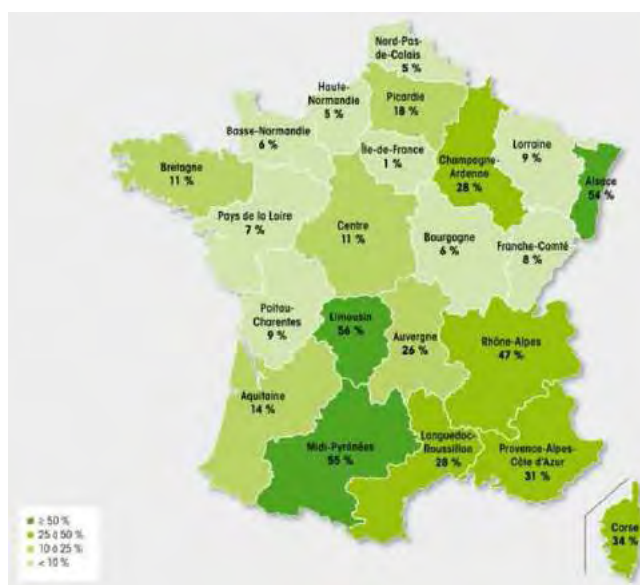 Nord-Pas-
de-Calais
5 %
Haute-
Normandie
5 %
Picardie
18 %
Basse-Normandie
6 %
Île-de-France
1 %
Champagne-
Ardenne
28 %
Lorraine
9 %
Alsace
54 %
Bretagne
11 %
Pays de la Loire
7 %
Centre
11 %
Bourgogne
6 %
Franche-Comté
8 %
Poitou-
Charentes
9 %
Limousin
56 %
Auvergne
26 %
Rhône-Alpes
47 %
Aquitaine
14 %
Midi-Pyrénées
55 %
Languedoc-
Roussillon
28 %
Provence-Alpes-
Côte d'Azur
31 %
Corse
34 %
≥ 50 %
25 à 50 %
10 à 25 %
< 10 %